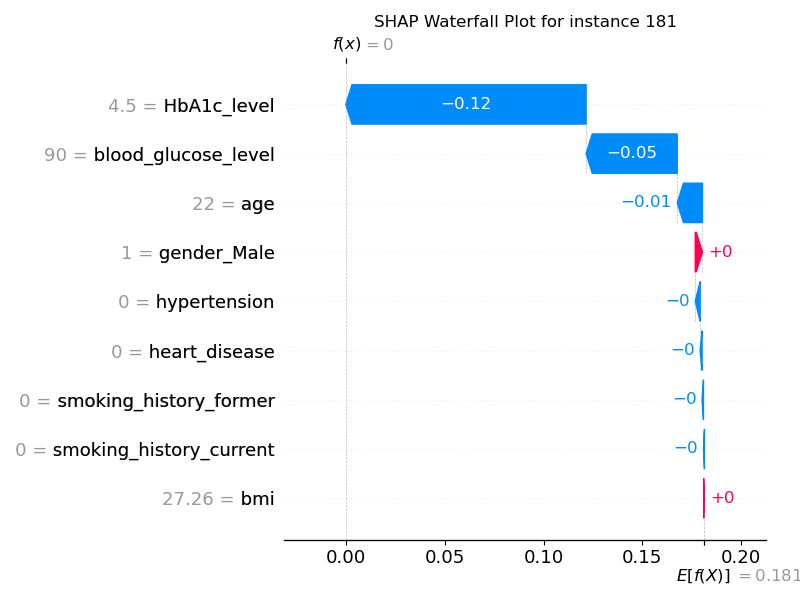 SHAP Waterfall Plot for instance 181
f(x) = 0
4.5 = HbA1c_level
−0.12
90 = blood_glucose_level
−0.05
22 = age
−0.01
1 = gender_Male
+0
0 = hypertension
−0
0 = heart_disease
−0
0 = smoking_history_former
−0
0 = smoking_history_current
−0
27.26 = bmi
+0
0.00 0.05 0.10 0.15 0.20
E[f(X)] = 0.181